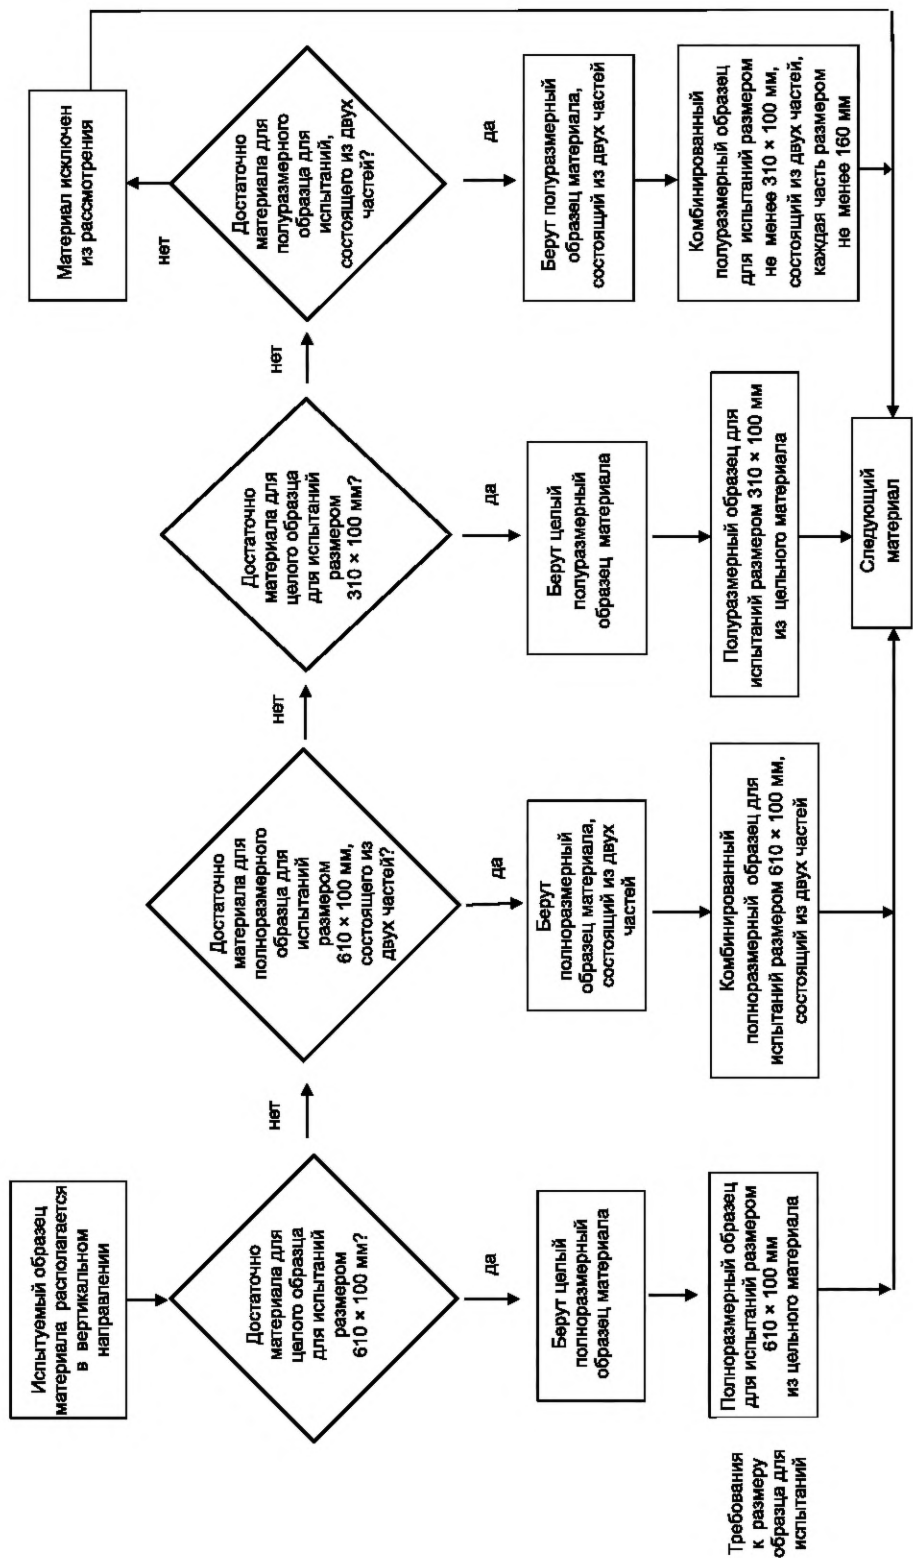 Испытуемый образец
материала располагается
в вертикальном
направлении
Достаточно
материала для
целого образца
для испытаний
размером
610 × 100 мм?
нет
да
Берут целый
полноразмерный
образец материала
Полноразмерный образец
для испытаний размером
610 × 100 мм
из цельного материала
Требования
к размеру
образца для
испытаний
Достаточно
материала для
полноразмерного
образца для
испытаний
размером
610 × 100 мм,
состоящего из
двух частей?
нет
да
Берут
полноразмерный
образец материала,
состоящий из двух
частей
Комбинированный
полноразмерный образец для
испытаний размером 610 × 100 мм,
состоящий из двух частей
Достаточно
материала для
целого образца
для испытаний
размером
310 × 100 мм?
нет
да
Берут целый
полуразмерный
образец материала
Полуразмерный образец для
испытаний размером 310 × 100 мм
из цельного материала
Достаточно
материала для
полуразмерного
образца для
испытаний,
состоящего из двух
частей?
нет
да
Материал исключен
из рассмотрения
Берут полуразмерный
образец материала,
состоящий из двух частей
Комбинированный
полуразмерный образец
для испытаний размером
не менее 310 × 100 мм,
состоящий из двух частей,
каждая часть размером
не менее 160 мм
Следующий
материал